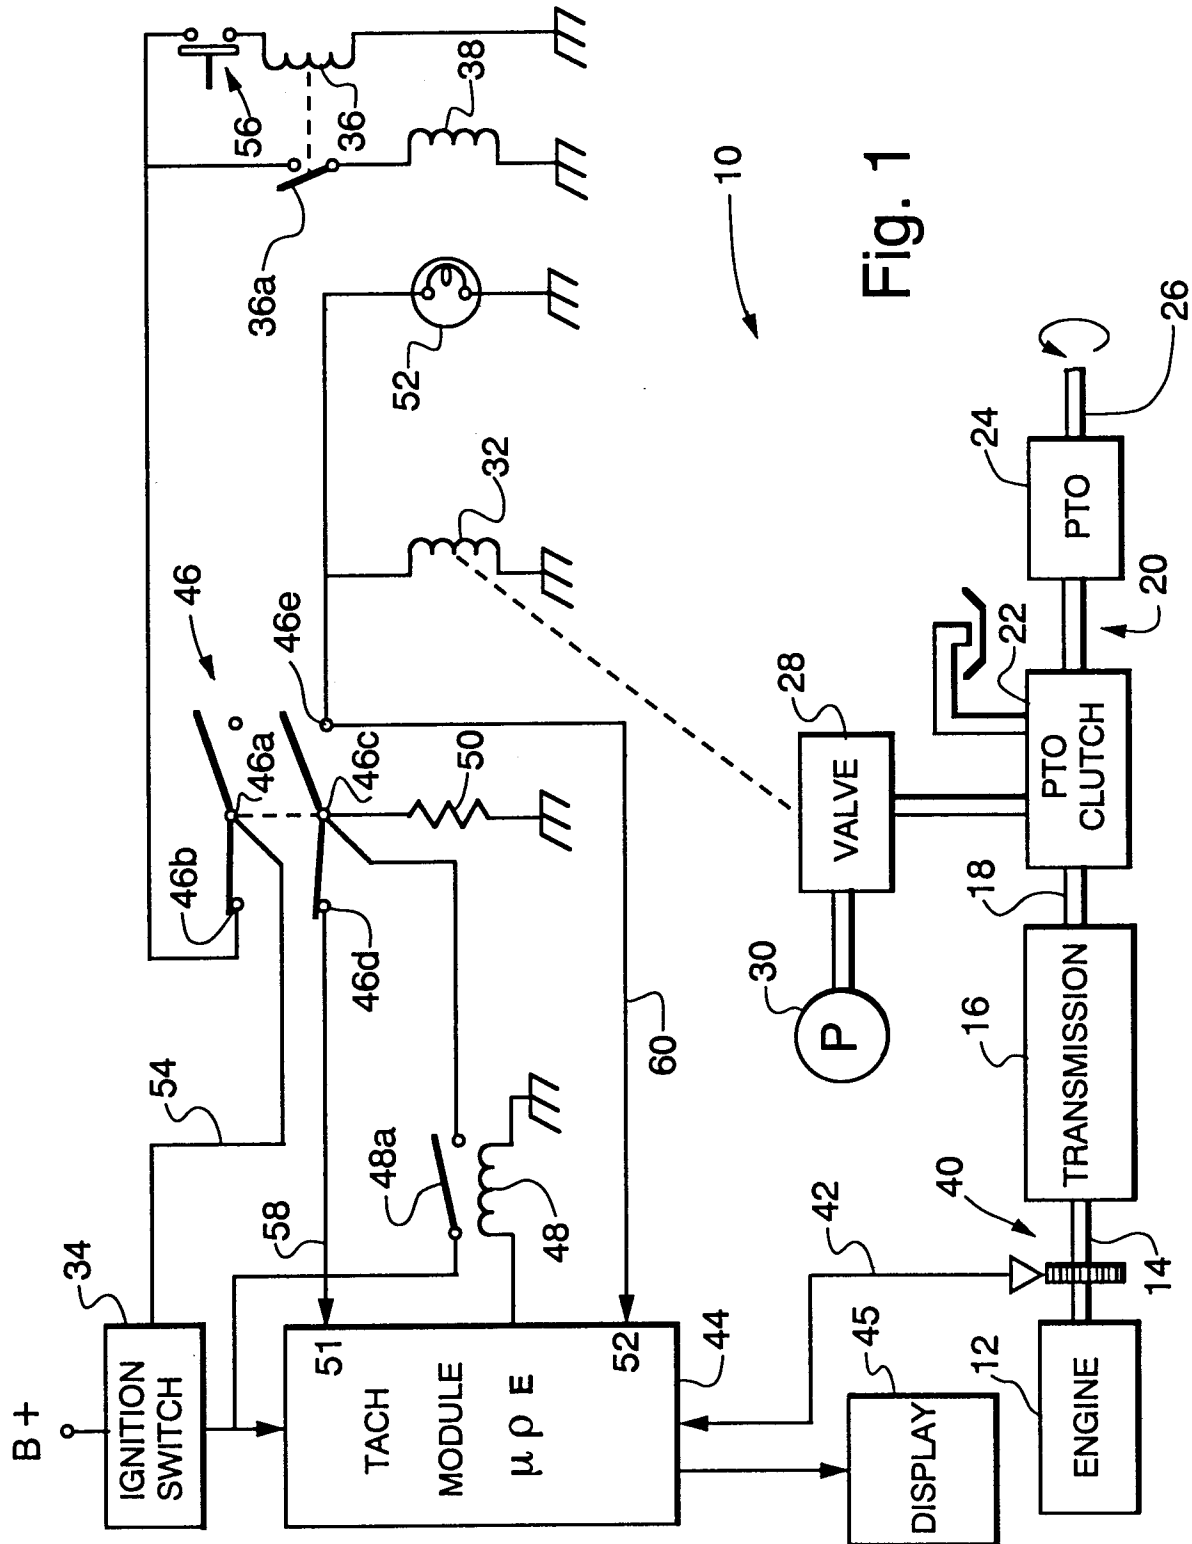 B+
IGNITION
SWITCH
34
54
46b
46
46a
46e
46c
46d
50
32
52
36a
56
36
38
58
48a
48
60
51
TACH
MODULE
μρE
52
44
42
45
DISPLAY
40
12
ENGINE
14
16
TRANSMISSION
18
30
P
28
VALVE
22
PTO
CLUTCH
20
24
PTO
26
10
Fig. 1